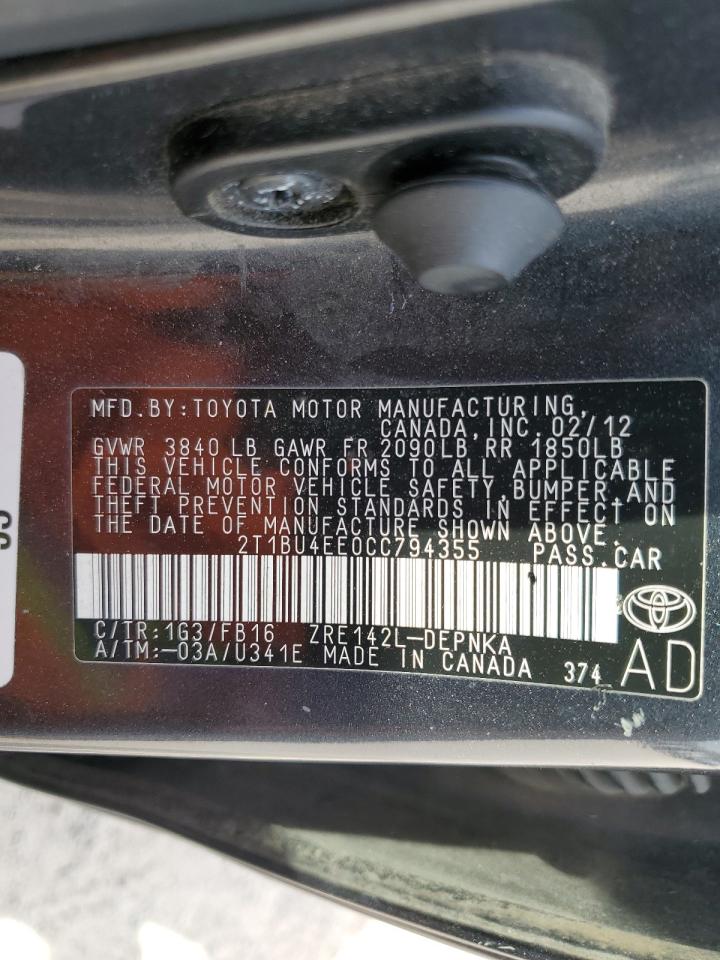 MFD.BY:TOYOTA MOTOR MANUFACTURING,
CANADA,INC.02/12
GVWR 3840 LB GAWR FR 2090LB RR 1850LB
THIS VEHICLE CONFORMS TO ALL APPLICABLE
FEDERAL MOTOR VEHICLE SAFETY,BUMPER,AND
THEFT PREVENTION STANDARDS IN EFFECT ON
THE DATE OF MANUFACTURE SHOWN ABOVE.
2T1BU4EE0CC794355 PASS.CAR
C/TR:1G3/FB16 ZRE142L-DEPNKA
A/TM:-03A/U341E MADE IN CANADA 374 AD